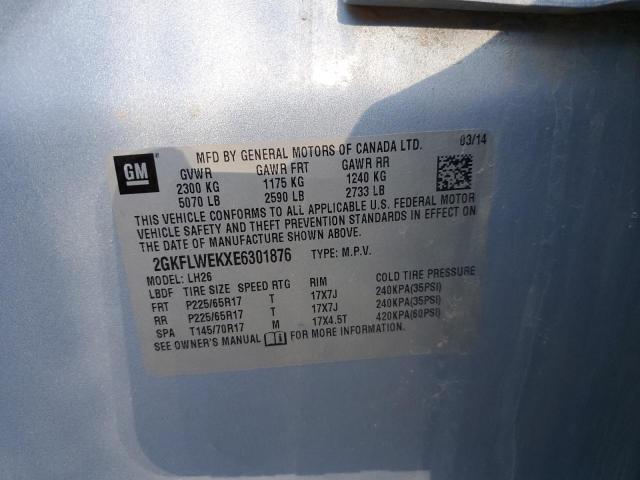 MFD BY GENERAL MOTORS OF CANADA LTD. 03/14
GM
GVWR GAWR FRT GAWR RR
2300 KG 1175 KG 1240 KG
5070 LB 2590 LB 2733 LB
THIS VEHICLE CONFORMS TO ALL APPLICABLE U.S. FEDERAL MOTOR
VEHICLE SAFETY AND THEFT PREVENTION STANDARDS IN EFFECT ON
THE DATE OF MANUFACTURE SHOWN ABOVE.
2GKFLWEKXE6301876 TYPE: M.P.V.
MODEL: LH26
LBDF TIRE SIZE SPEED RTG RIM COLD TIRE PRESSURE
FRT P225/65R17 T 17X7J 240KPA(35PSI)
RR P225/65R17 T 17X7J 240KPA(35PSI)
SPA T145/70R17 M 17X4.5T 420KPA(60PSI)
SEE OWNER'S MANUAL FOR MORE INFORMATION.